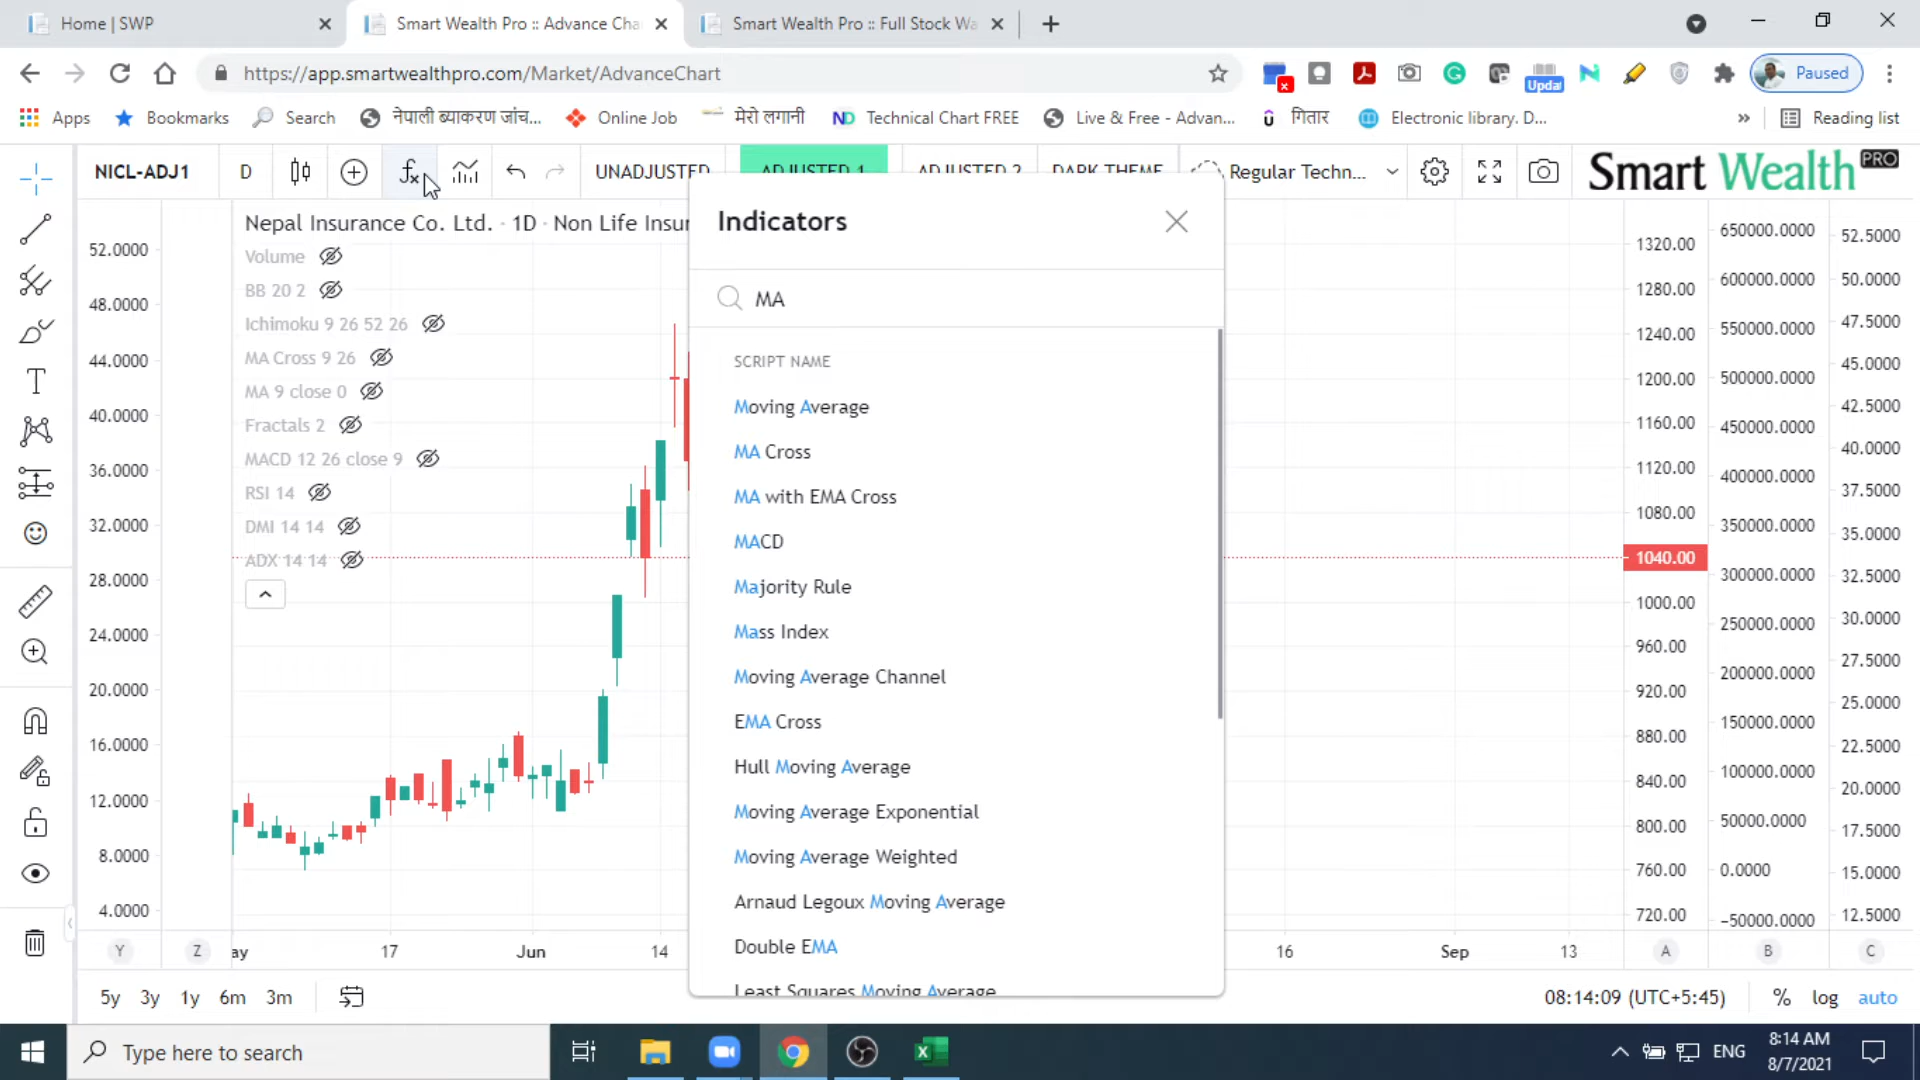 Home | SWP
Smart Wealth Pro :: Advance Cha
Smart Wealth Pro :: Full Stock Wa
https://app.smartwealthpro.com/Market/AdvanceChart
Updat
Paused
Apps
Bookmarks
Search
नेपाली ब्याकरण जांच...
Online Job
मेरो लगानी
ND Technical Chart FREE
Live & Free - Advan...
गितार
Electronic library. D...
Reading list
NICL-ADJ1
D
UNADJUSTED
ADJUSTED 1
ADJUSTED 2
DARK THEME
Regular Techn...
Smart Wealth PRO
Nepal Insurance Co. Ltd. · 1D · Non Life Insur
Volume
BB 20 2
Ichimoku 9 26 52 26
MA Cross 9 26
MA 9 close 0
Fractals 2
MACD 12 26 close 9
RSI 14
DMI 14 14
ADX 14 14
52.0000
48.0000
44.0000
40.0000
36.0000
32.0000
28.0000
24.0000
20.0000
16.0000
12.0000
8.0000
4.0000
Indicators
MA
SCRIPT NAME
Moving Average
MA Cross
MA with EMA Cross
MACD
Majority Rule
Mass Index
Moving Average Channel
EMA Cross
Hull Moving Average
Moving Average Exponential
Moving Average Weighted
Arnaud Legoux Moving Average
Double EMA
Least Squares Moving Average
1320.00
1280.00
1240.00
1200.00
1160.00
1120.00
1080.00
1040.00
1000.00
960.00
920.00
880.00
840.00
800.00
760.00
720.00
650000.0000
600000.0000
550000.0000
500000.0000
450000.0000
400000.0000
350000.0000
300000.0000
250000.0000
200000.0000
150000.0000
100000.0000
50000.0000
0.0000
-50000.0000
52.5000
50.0000
47.5000
45.0000
42.5000
40.0000
37.5000
35.0000
32.5000
30.0000
27.5000
25.0000
22.5000
20.0000
17.5000
15.0000
12.5000
Y
Z
ay
17
Jun
14
16
Sep
13
A
B
C
5y 3y 1y 6m 3m
08:14:09 (UTC+5:45)
% log auto
Type here to search
ENG
8:14 AM
8/7/2021